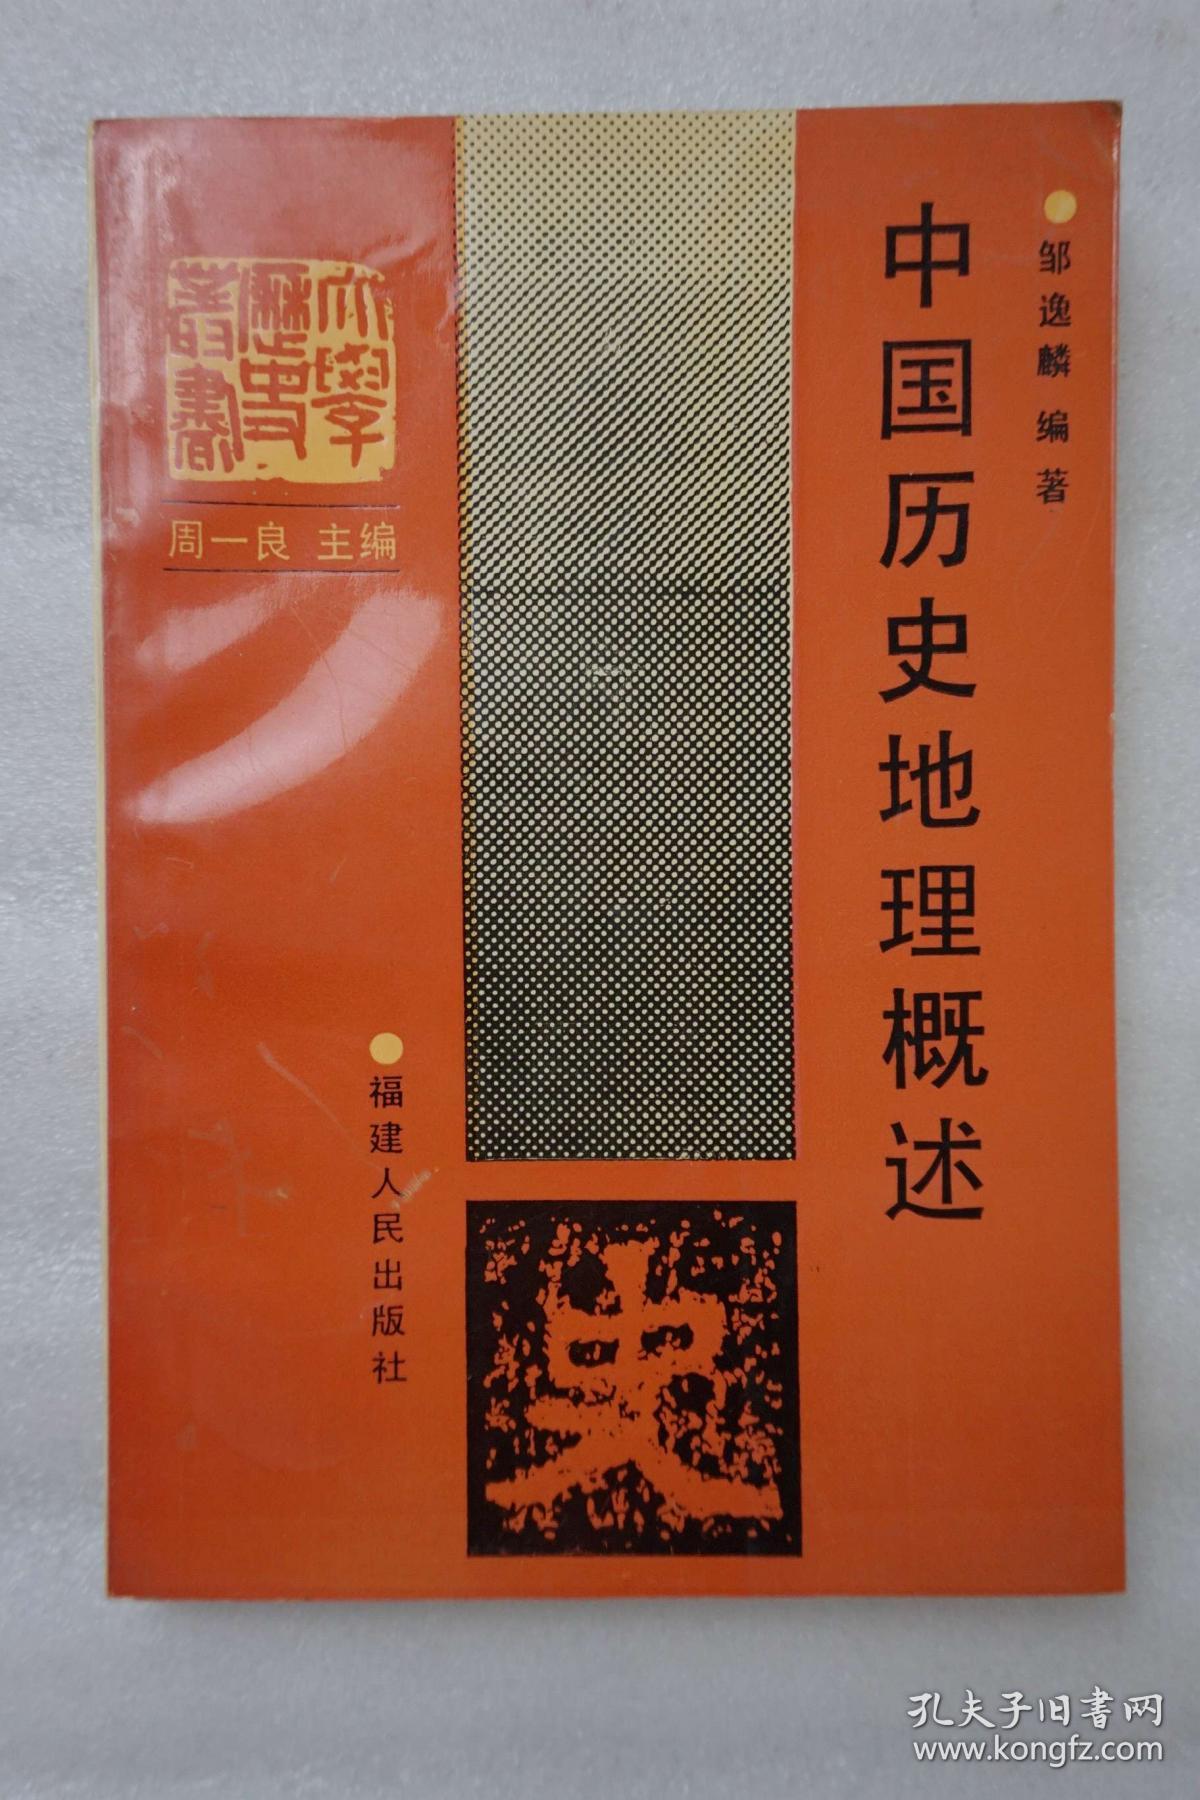 邹逸麟 编著
中国历史地理概述
大學
歷史
叢書
周一良 主编
福建人民出版社
史
孔夫子旧书网
www.kongfz.com